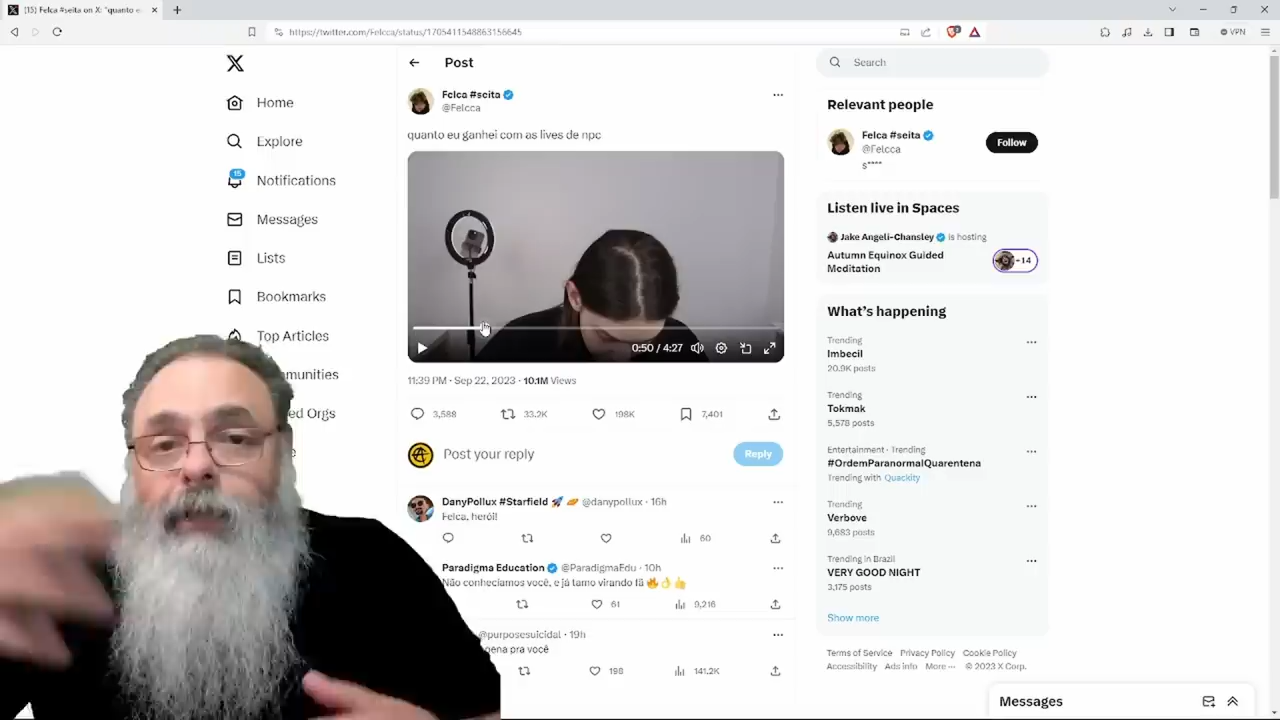 (15) Felca #seita on X: "quanto e
https://twitter.com/Felcca/status/1705411548863156645
VPN
Post
Search
Home
Explore
15
Notifications
Messages
Lists
Bookmarks
Top Articles
mmunities
ed Orgs
Felca #seita
@Felcca
quanto eu ganhei com as lives de npc
0:50 / 4:27
11:39 PM · Sep 22, 2023 · 10.1M Views
3,588 33.2K 198K 7,401
Post your reply
Reply
DanyPollux #Starfield 🚀 @danypollux · 16h
Felca, herói!
60
Paradigma Education @ParadigmaEdu · 10h
Não conhecíamos você, e já tamo virando fã 🔥👌👍
61 9,216
@purposesuicidal · 19h
pena pra você
198 141.2K
Relevant people
Felca #seita
@Felcca
s****
Follow
Listen live in Spaces
Jake Angeli-Chansley is hosting
Autumn Equinox Guided
Meditation
+14
What's happening
Trending
Imbecil
20.9K posts
Trending
Tokmak
5,578 posts
Entertainment · Trending
#OrdemParanormalQuarentena
Trending with Quackity
Trending
Verbove
9,683 posts
Trending in Brazil
VERY GOOD NIGHT
3,175 posts
Show more
Terms of Service Privacy Policy Cookie Policy
Accessibility Ads info More ··· © 2023 X Corp.
Messages